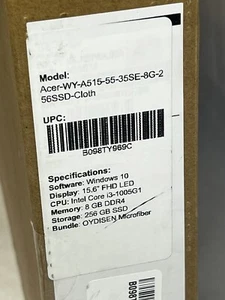 Model:
Acer-WY-A515-55-35SE-8G-2
56SSD-Cloth
UPC:
B098TY989C
Specifications:
Software: Windows 10
Display: 15.6" FHD LED
CPU: Intel Core i3-1005G1
Memory: 8 GB DDR4
Storage: 256 GB SSD
Bundle: OYDISEN Microfiber
B098